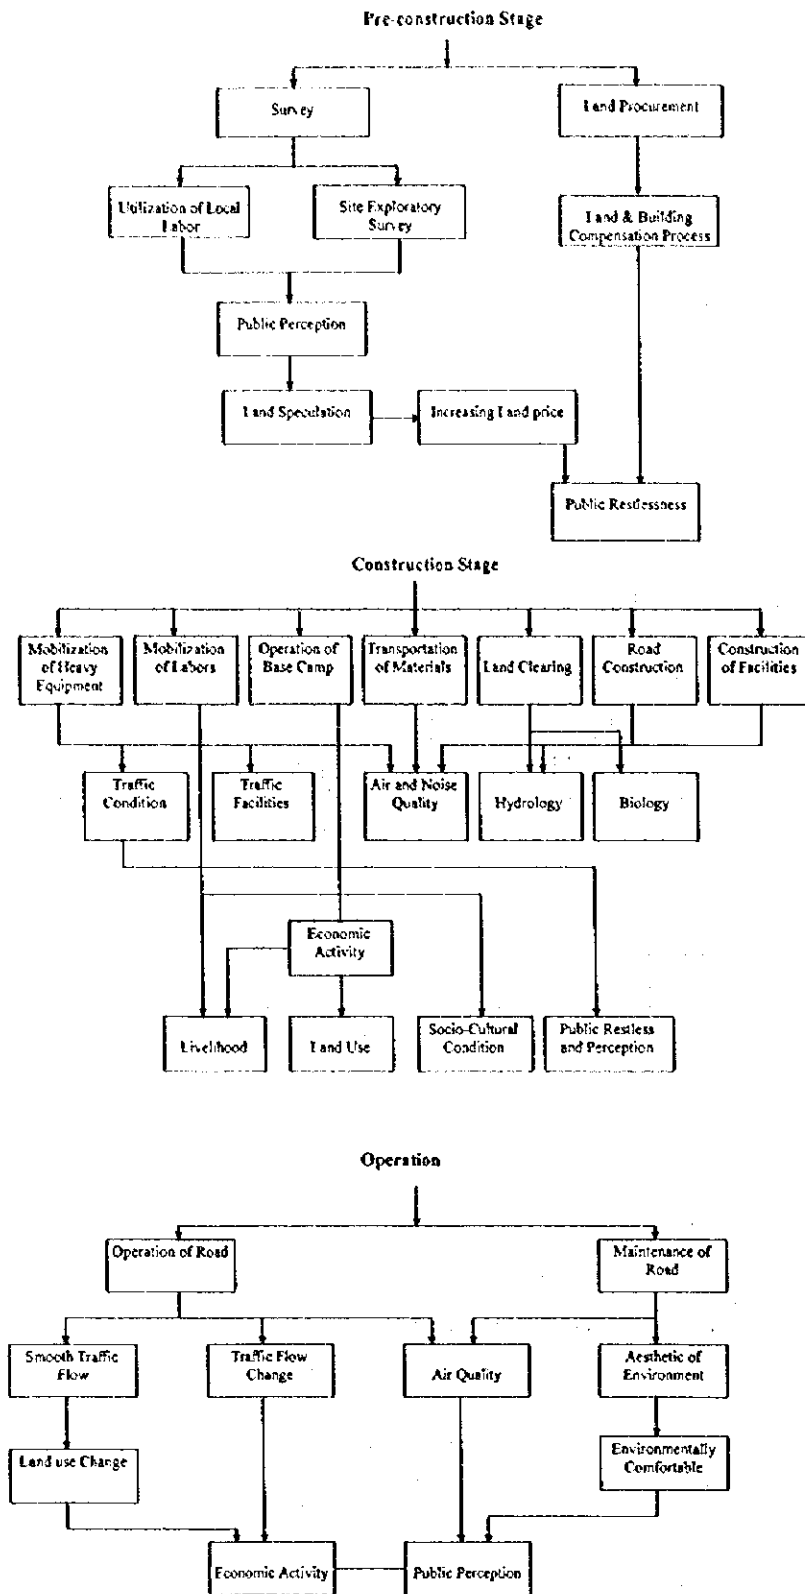 Pre-construction Stage
Survey
Land Procurement
Utilization of Local
Labor
Site Exploratory
Survey
Land & Building
Compensation Process
Public Perception
Land Speculation
Increasing Land price
Public Restlessness
Construction Stage
Mobilization
of Heavy
Equipment
Mobilization
of Labors
Operation of
Base Camp
Transportation
of Materials
Land Clearing
Road
Construction
Construction
of Facilities
Traffic
Condition
Traffic
Facilities
Air and Noise
Quality
Hydrology
Biology
Economic
Activity
Livelihood
Land Use
Socio-Cultural
Condition
Public Restless
and Perception
Operation
Operation of Road
Maintenance of
Road
Smooth Traffic
Flow
Traffic Flow
Change
Air Quality
Aesthetic of
Environment
Land use Change
Environmentally
Comfortable
Economic Activity
Public Perception